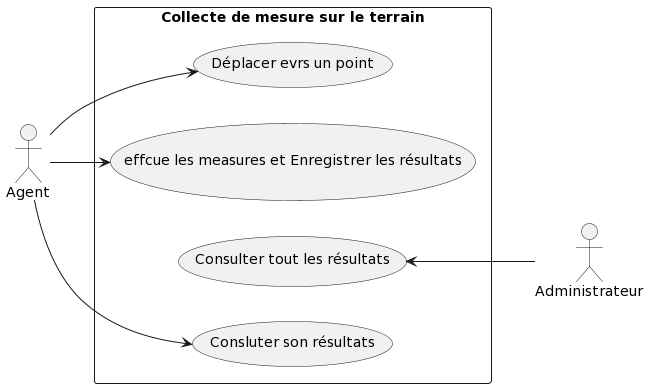 Collecte de mesure sur le terrain
Déplacer evrs un point
effcue les measures et Enregistrer les résultats
Agent
Consulter tout les résultats
Administrateur
Consluter son résultats